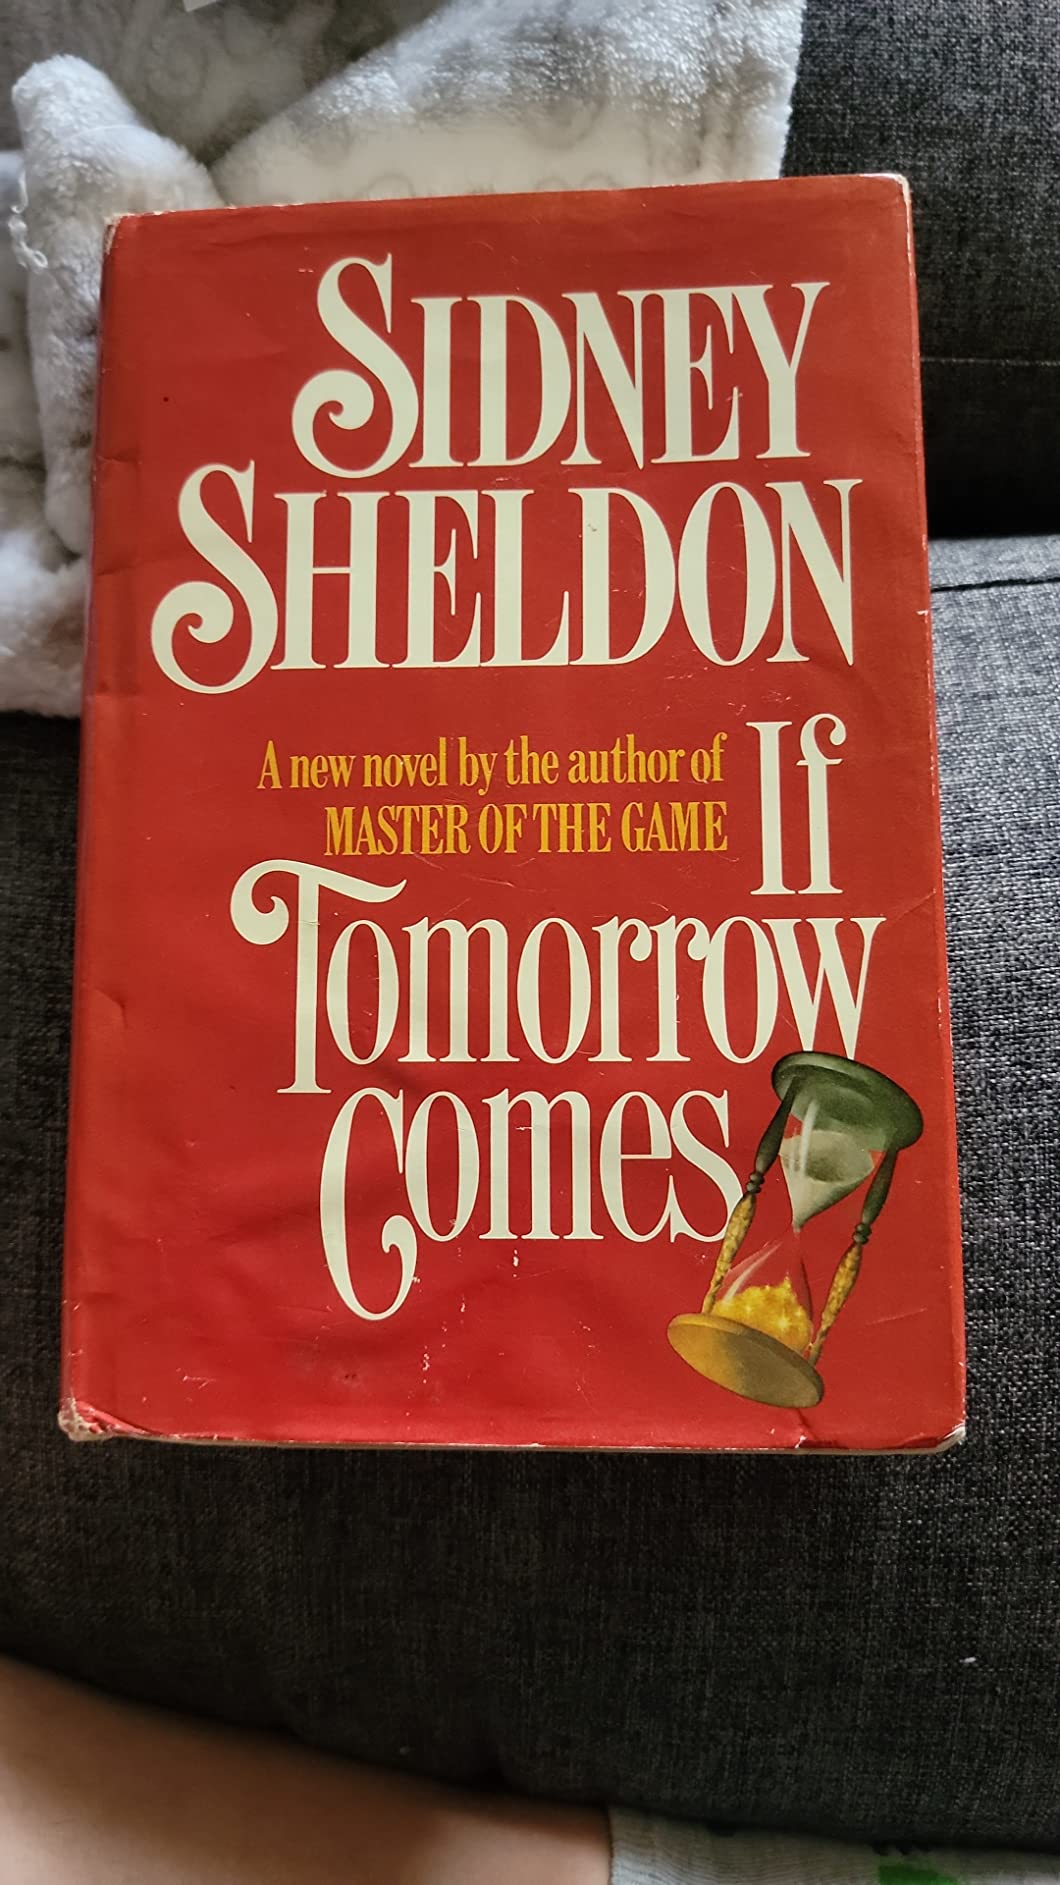 SIDNEY
SHELDON
A new novel by the author of
MASTER OF THE GAME
If
Tomorrow
Comes